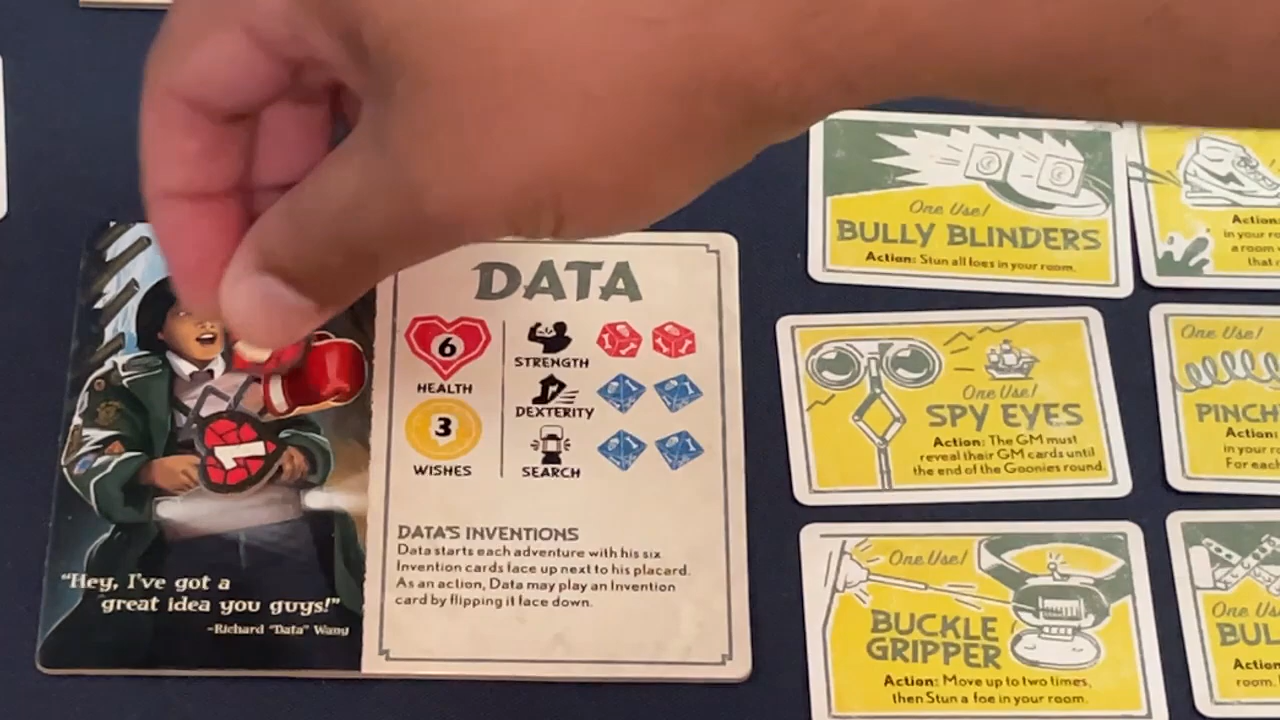 DATA
6
HEALTH
3
WISHES
STRENGTH
DEXTERITY
SEARCH
1
DATA'S INVENTIONS
Data starts each adventure with his six
Invention cards face up next to his placard.
As an action, Data may play an Invention
card by flipping it face down.
"Hey, I've got a
great idea you guys!"
-Richard "Data" Wang
One Use!
BULLY BLINDERS
Action: Stun all foes in your room.
Action:
in your
a room
that
One Use!
SPY EYES
Action: The GM must
reveal their GM cards until
the end of the Goonies round.
One Use!
PINCH
Action:
in your
For each
One Use!
BUCKLE
GRIPPER
Action: Move up to two times,
then Stun a foe in your room.
One
BUL
Action
room.